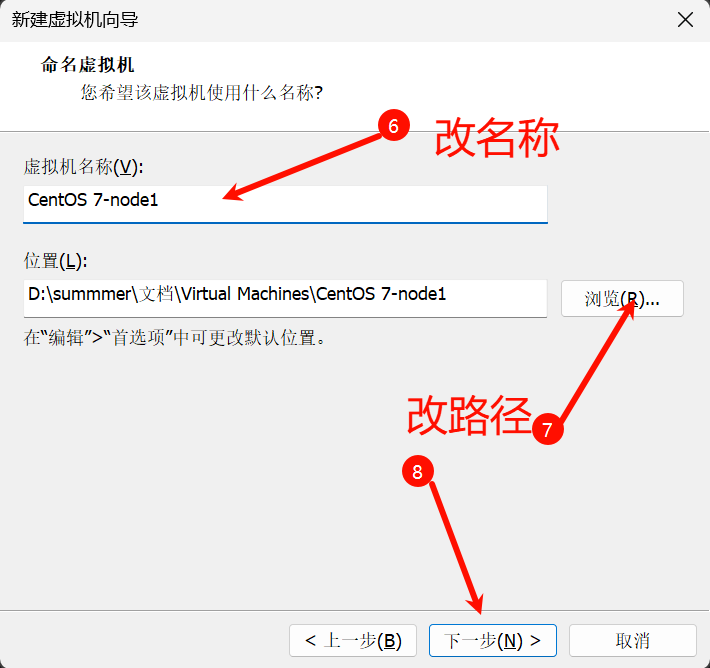 新建虚拟机向导
命名虚拟机
您希望该虚拟机使用什么名称?
6 改名称
虚拟机名称(V):
CentOS 7-node1
位置(L):
D:\summmer\文档\Virtual Machines\CentOS 7-node1
浏览(R)...
在“编辑”>“首选项”中可更改默认位置。
改路径 7
8
< 上一步(B)
下一步(N) >
取消